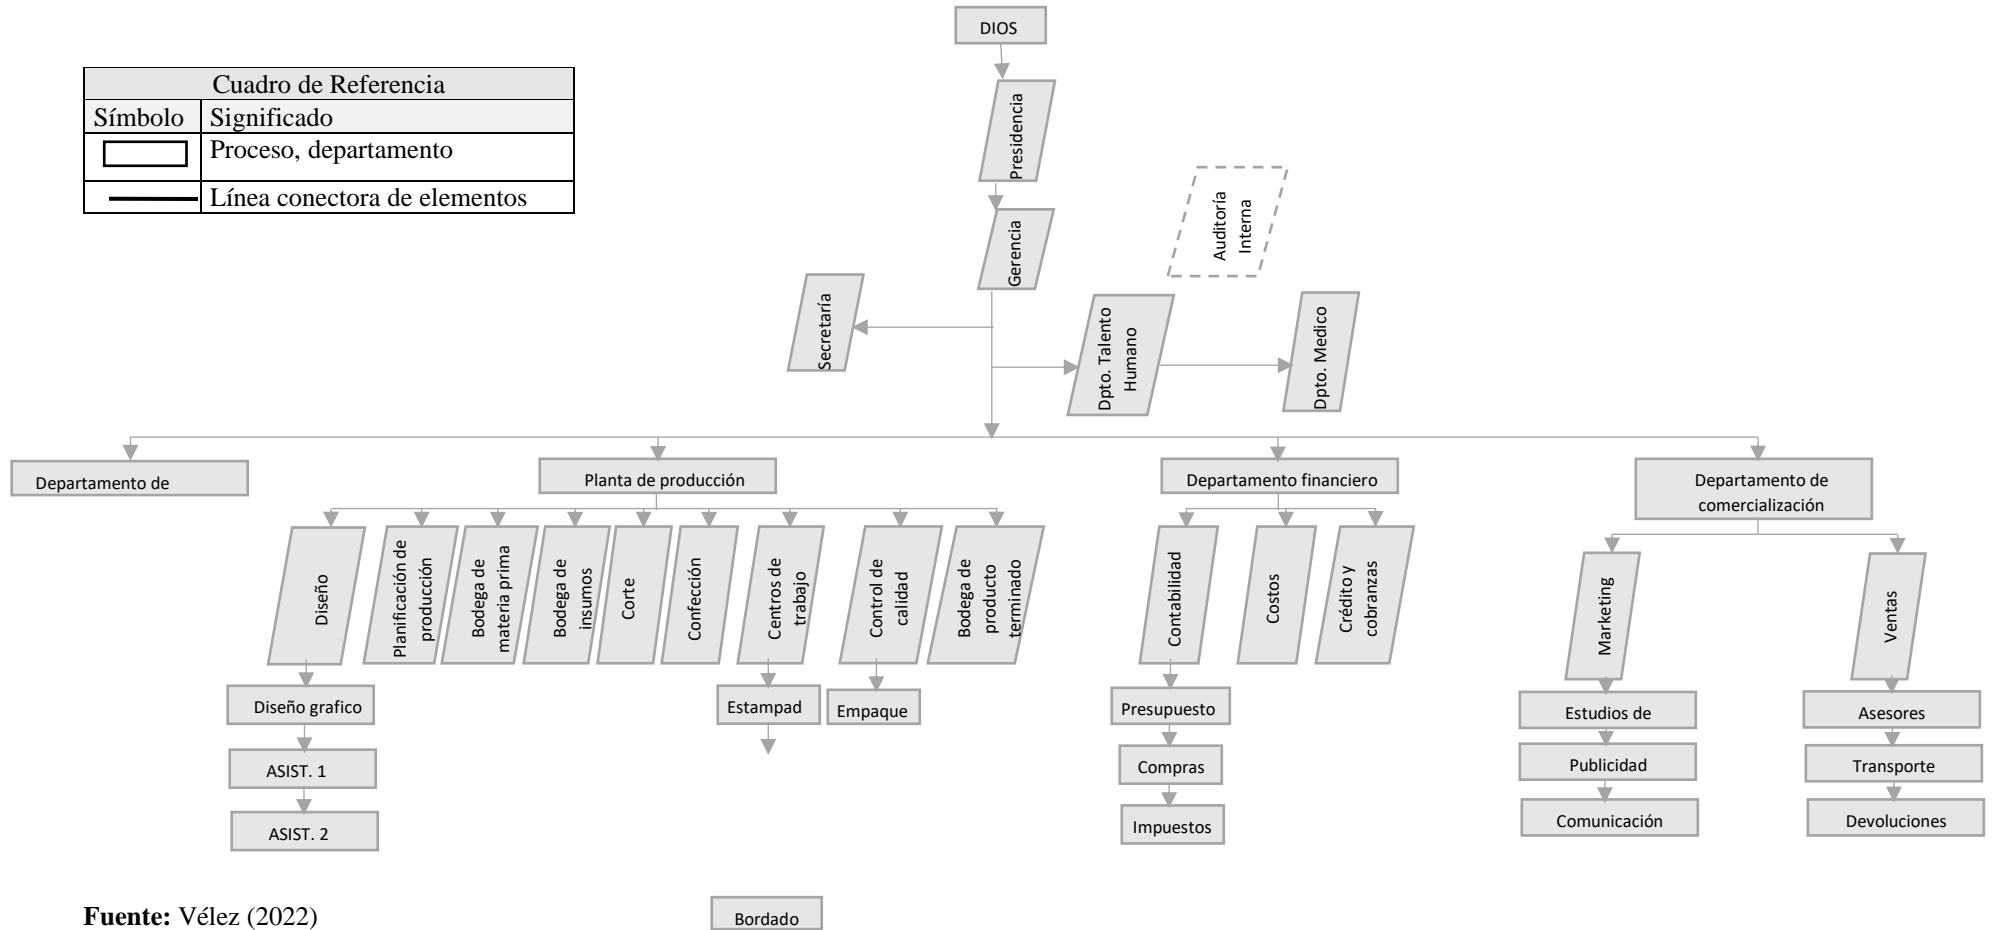 DIOS
Cuadro de Referencia
Símbolo Significado
Proceso, departamento
Línea conectora de elementos
Presidencia
Gerencia
Auditoría
Interna
Secretaría
Dpto. Talento
Humano
Dpto. Medico
Departamento de
Planta de producción
Departamento financiero
Departamento de
comercialización
Diseño
Planificación de
producción
Bodega de
materia prima
Bodega de
insumos
Corte
Confección
Centros de
trabajo
Control de
calidad
Bodega de
producto
terminado
Contabilidad
Costos
Crédito y
cobranzas
Marketing
Ventas
Diseño grafico
Estampad
Empaque
Presupuesto
Estudios de
Asesores
ASIST. 1
Compras
Publicidad
Transporte
ASIST. 2
Impuestos
Comunicación
Devoluciones
Fuente: Vélez (2022)
Bordado